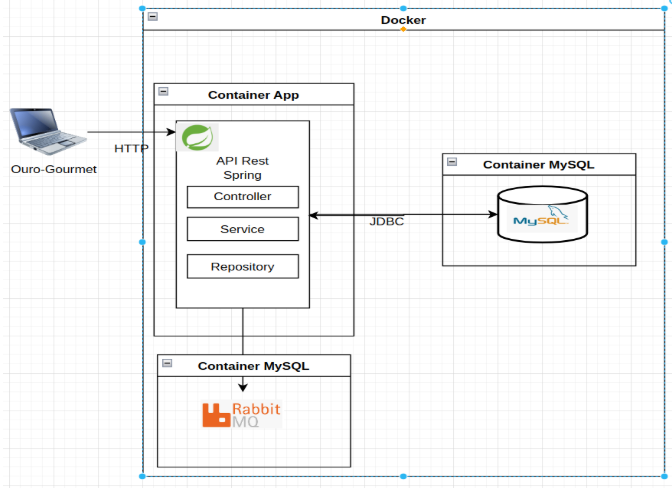 Docker
Container App
HTTP
Ouro-Gourmet
API Rest
Spring
Controller
Service
Repository
JDBC
Container MySQL
MySQL
Container MySQL
Rabbit
MQ